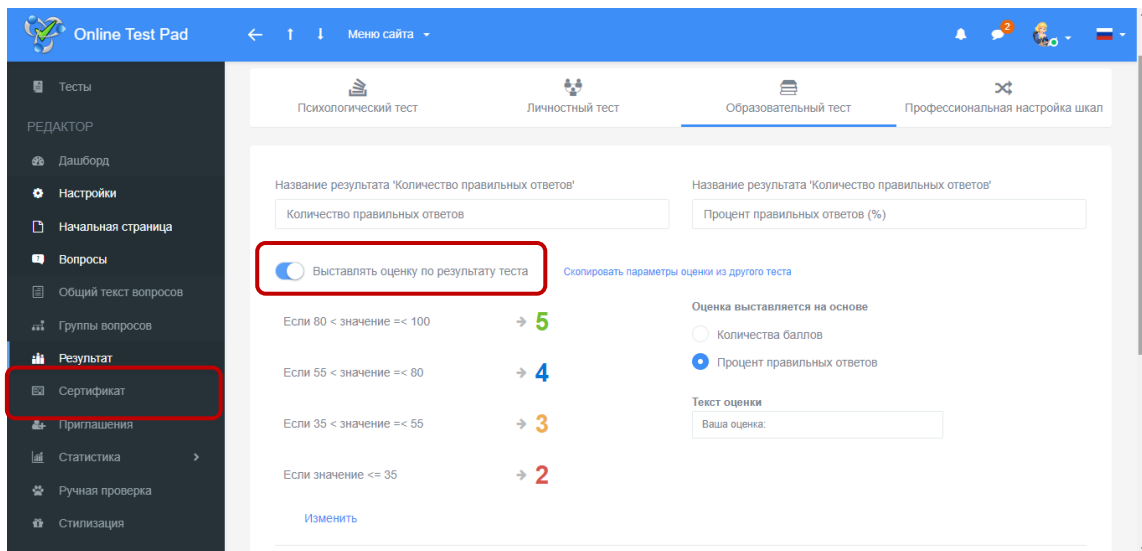 Online Test Pad
Меню сайта
2
Тесты
РЕДАКТОР
Дашборд
Настройки
Начальная страница
Вопросы
Общий текст вопросов
Группы вопросов
Результат
Сертификат
Приглашения
Статистика
Ручная проверка
Стилизация
Психологический тест
Личностный тест
Образовательный тест
Профессиональная настройка шкал
Название результата 'Количество правильных ответов'
Количество правильных ответов
Название результата 'Количество правильных ответов'
Процент правильных ответов (%)
Выставлять оценку по результату теста
Скопировать параметры оценки из другого теста
Если 80 < значение =< 100 → 5
Если 55 < значение =< 80 → 4
Если 35 < значение =< 55 → 3
Если значение <= 35 → 2
Изменить
Оценка выставляется на основе
Количества баллов
Процент правильных ответов
Текст оценки
Ваша оценка: